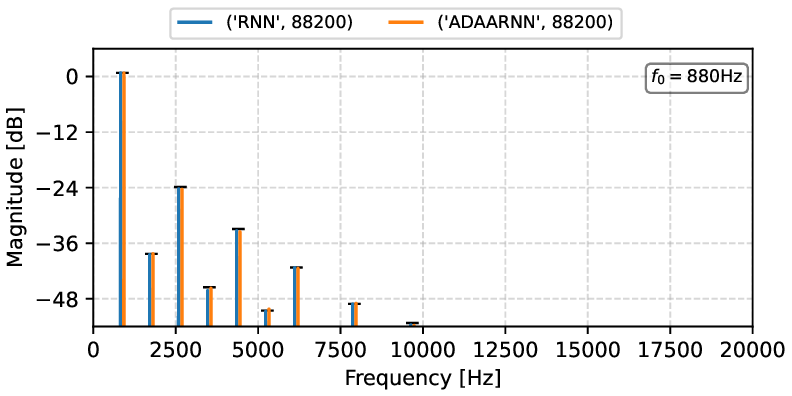 ('RNN', 88200) ('ADAARNN', 88200)
f₀ = 880Hz
Magnitude [dB]
0
−12
−24
−36
−48
0 2500 5000 7500 10000 12500 15000 17500 20000
Frequency [Hz]